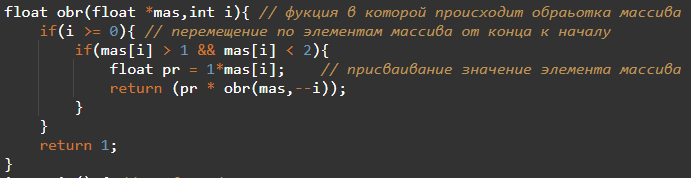 float obr(float *mas,int i){ // фукция в которой происходит обраьотка массива
if(i >= 0){ // перемещение по элементам массива от конца к началу
if(mas[i] > 1 && mas[i] < 2){
float pr = 1*mas[i]; // присваивание значение элемента массива
return (pr * obr(mas,--i));
}
}
return 1;
}